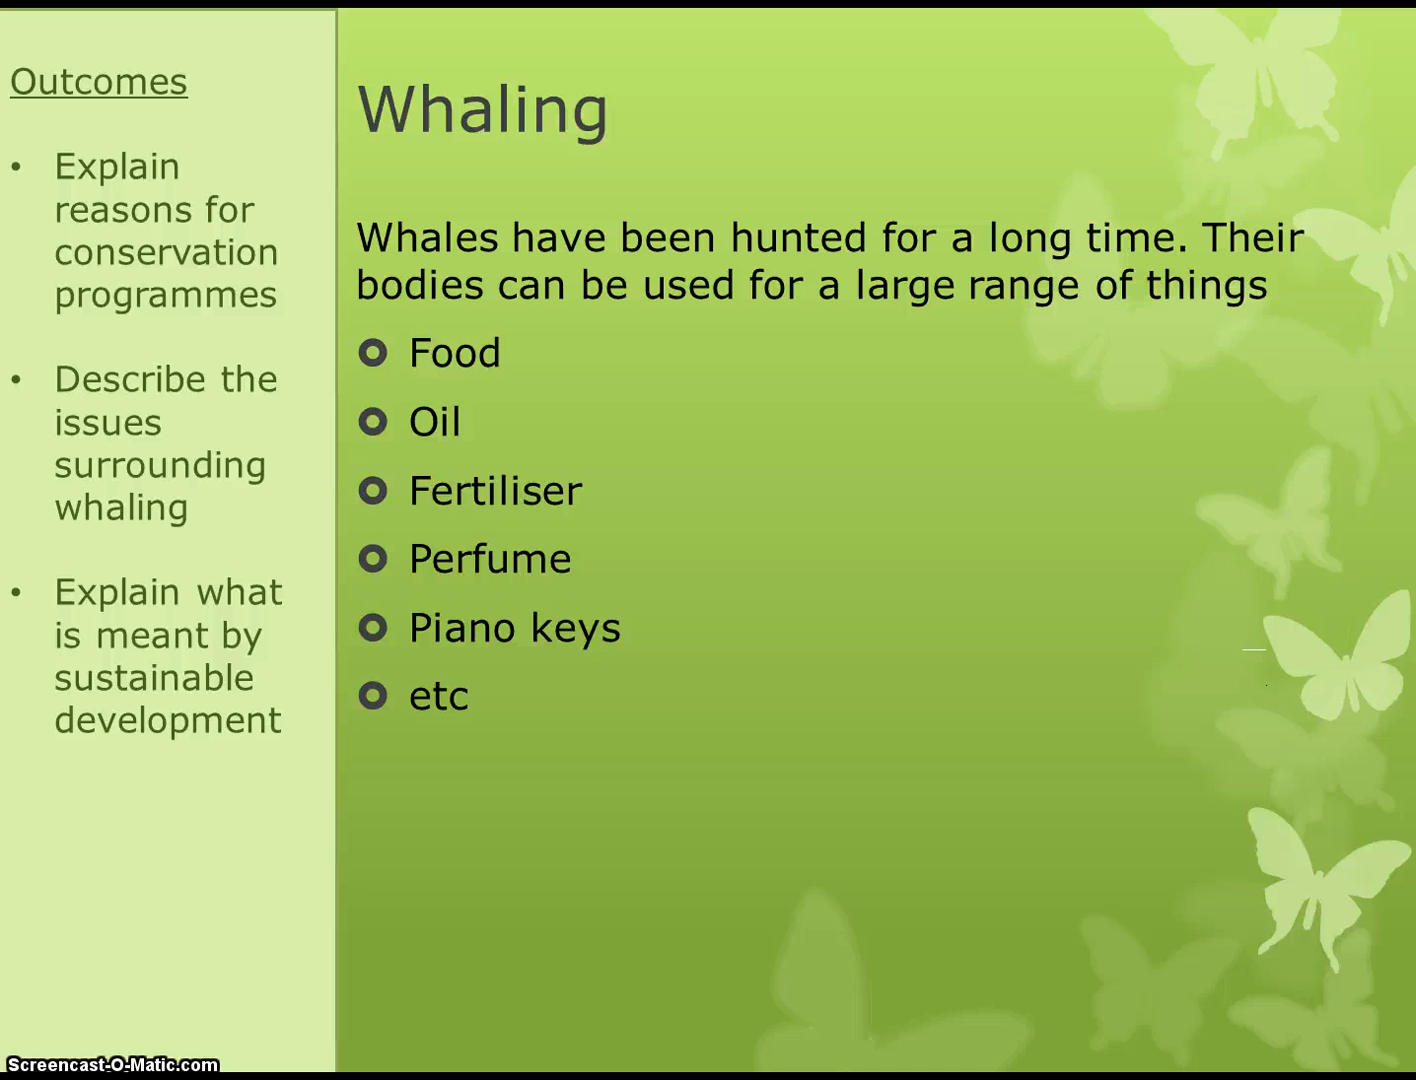 Outcomes
• Explain
reasons for
conservation
programmes
• Describe the
issues
surrounding
whaling
• Explain what
is meant by
sustainable
development
Whaling
Whales have been hunted for a long time. Their
bodies can be used for a large range of things
Food
Oil
Fertiliser
Perfume
Piano keys
etc
Screencast-O-Matic.com